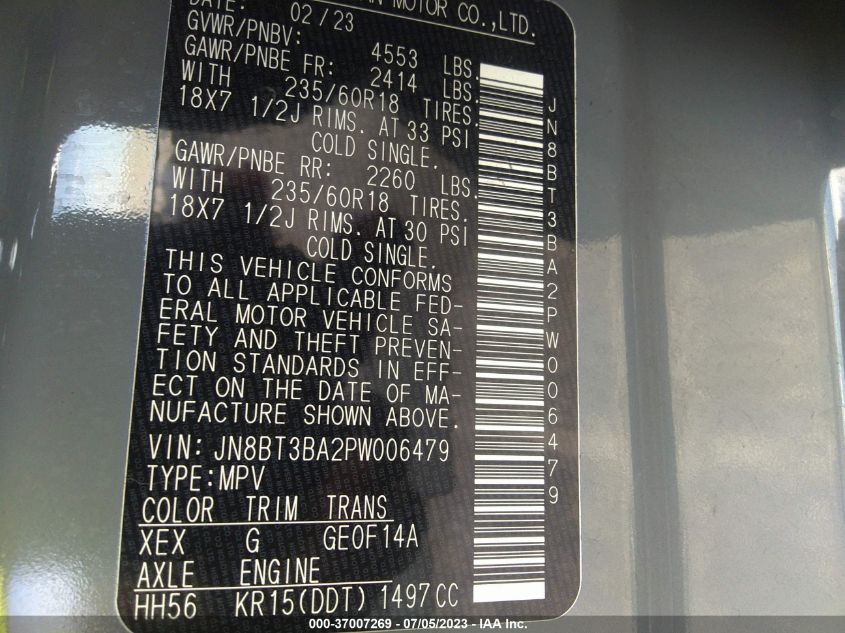 DATE: 02/23
MOTOR CO.,LTD.
GVWR/PNBV: 4553 LBS.
GAWR/PNBE FR: 2414 LBS.
WITH 235/60R18 TIRES.
18X7 1/2J RIMS. AT 33 PSI
COLD SINGLE.
GAWR/PNBE RR: 2260 LBS.
WITH 235/60R18 TIRES.
18X7 1/2J RIMS. AT 30 PSI
COLD SINGLE.
THIS VEHICLE CONFORMS
TO ALL APPLICABLE FED-
ERAL MOTOR VEHICLE SA-
FETY AND THEFT PREVEN-
TION STANDARDS IN EFF-
ECT ON THE DATE OF MA-
NUFACTURE SHOWN ABOVE.
VIN: JN8BT3BA2PW006479
TYPE:MPV
COLOR TRIM TRANS
XEX G GE0F14A
AXLE ENGINE
HH56 KR15(DDT) 1497CC
JN8BT3BA2PW006479
000-37007269 - 07/05/2023 - IAA Inc.